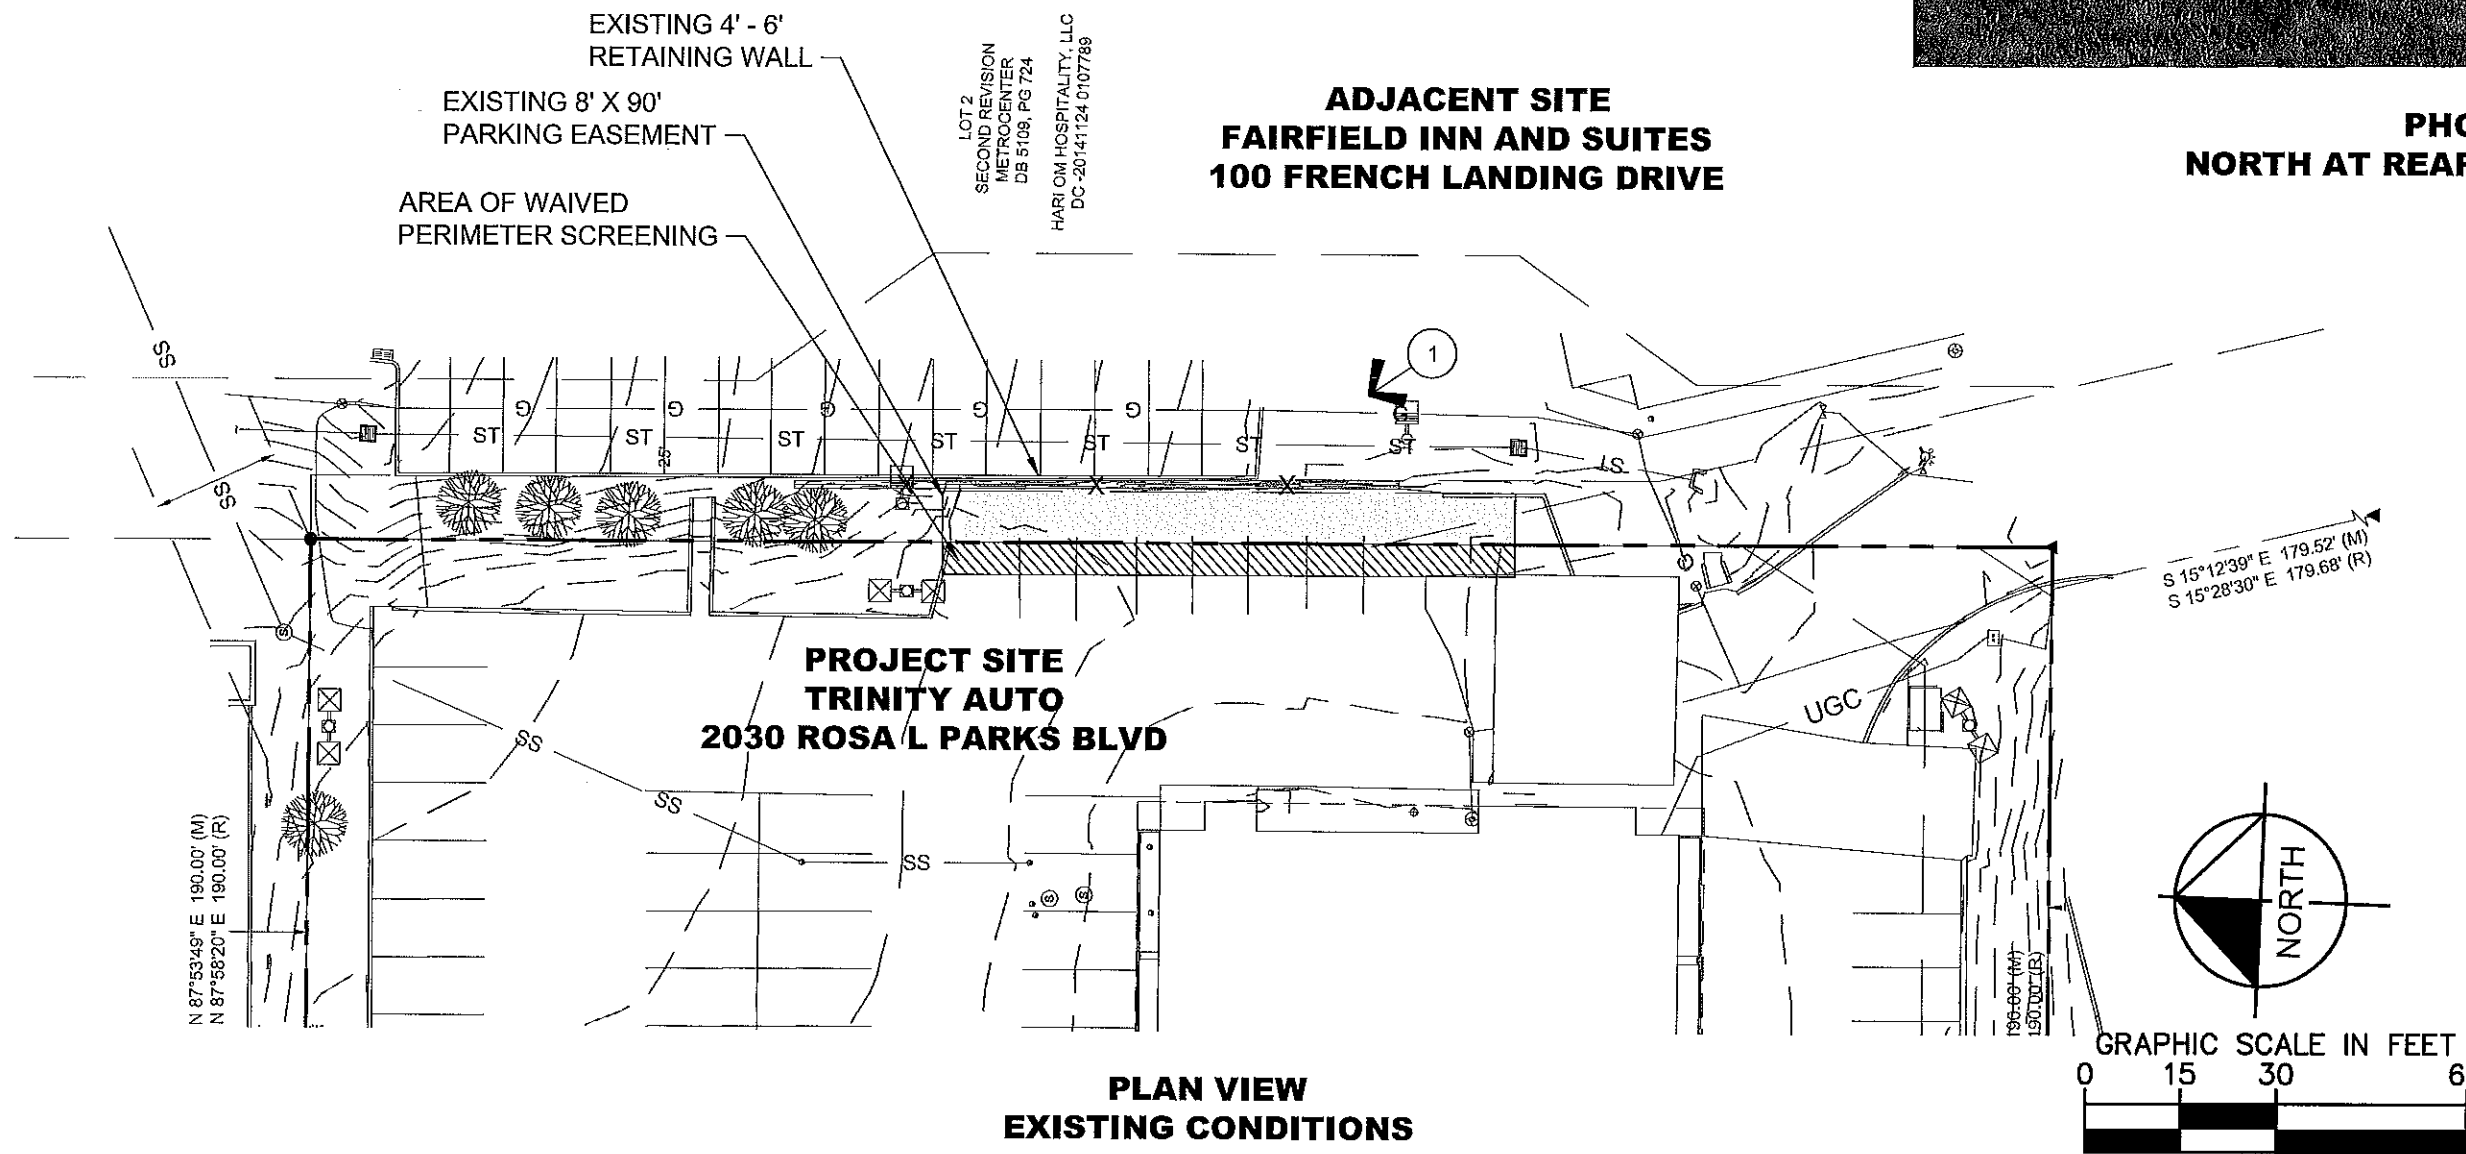 EXISTING 4' - 6'
RETAINING WALL
EXISTING 8' X 90'
PARKING EASEMENT
AREA OF WAIVED
PERIMETER SCREENING
LOT 2
SECOND REVISION
METROCENTER
DB 5109, PG 724
HARI OM HOSPITALITY, LLC
DC -20141124 0107789
ADJACENT SITE
FAIRFIELD INN AND SUITES
100 FRENCH LANDING DRIVE
PHO
NORTH AT REAR
1
SS
SS
G
G
G
G
G
G
ST
ST
ST
ST
ST
ST
ST
ST
25'
X
X
S
S 15°12'39" E 179.52' (M)
S 15°28'30" E 179.68' (R)
PROJECT SITE
TRINITY AUTO
2030 ROSA L PARKS BLVD
UGC
SS
SS
SS
S
S
N 87°53'49" E 190.00' (M)
N 87°58'20" E 190.00' (R)
190.00' (M)
190.00' (R)
NORTH
GRAPHIC SCALE IN FEET
0 15 30 6
PLAN VIEW
EXISTING CONDITIONS